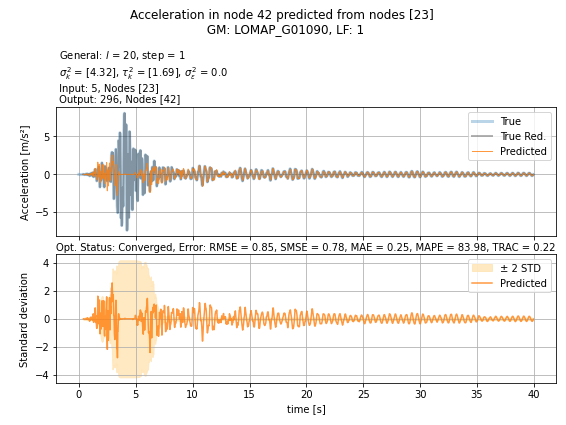 Acceleration in node 42 predicted from nodes [23]
GM: LOMAP_G01090, LF: 1
General: l = 20, step = 1
σ²ₖ = [4.32], τ²ₖ = [1.69], σ²ε = 0.0
Input: 5, Nodes [23]
Output: 296, Nodes [42]
Acceleration [m/s²]
5
0
−5
True
True Red.
Predicted
Opt. Status: Converged, Error: RMSE = 0.85, SMSE = 0.78, MAE = 0.25, MAPE = 83.98, TRAC = 0.22
Standard deviation
4
2
0
−2
−4
± 2 STD
Predicted
0 5 10 15 20 25 30 35 40
time [s]